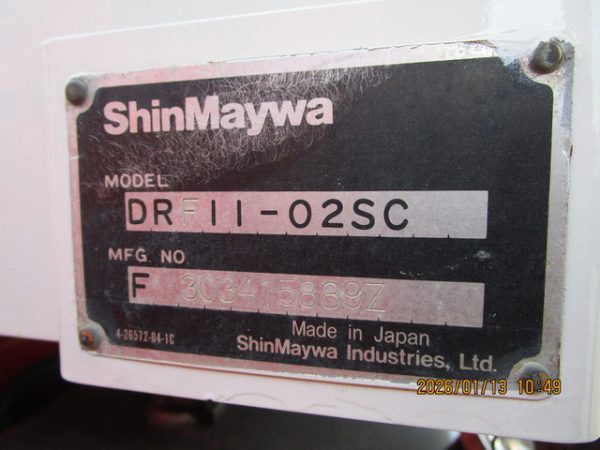 ShinMaywa
MODEL
DRF11-02SC
MFG. NO
F 303415889Z
4-26572-04-1C
Made in Japan
ShinMaywa Industries, Ltd.
2026/01/13 10:49